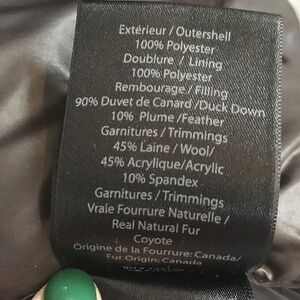 Extérieur / Outershell
100% Polyester
Doublure / Lining
100% Polyester
Rembourage / Filling
90% Duvet de Canard /Duck Down
10% Plume /Feather
Garnitures / Trimmings
45% Laine / Wool/
45% Acrylique/Acrylic
10% Spandex
Garnitures / Trimmings
Vraie Fourrure Naturelle /
Real Natural Fur
Coyote
Origine de la Fourrure: Canada/
Fur Origin: Canada